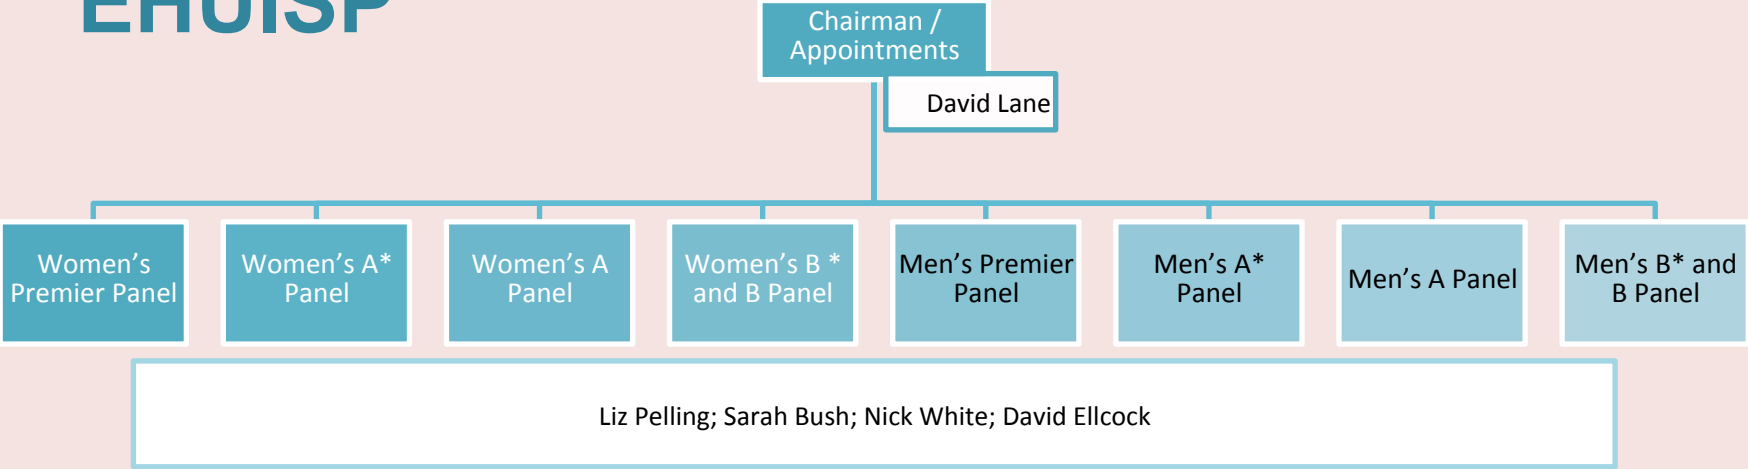 EHUISP
Chairman /
Appointments
David Lane
Women’s
Premier Panel
Women’s A*
Panel
Women’s A
Panel
Women’s B *
and B Panel
Men’s Premier
Panel
Men’s A*
Panel
Men’s A Panel
Men’s B* and
B Panel
Liz Pelling; Sarah Bush; Nick White; David Ellcock